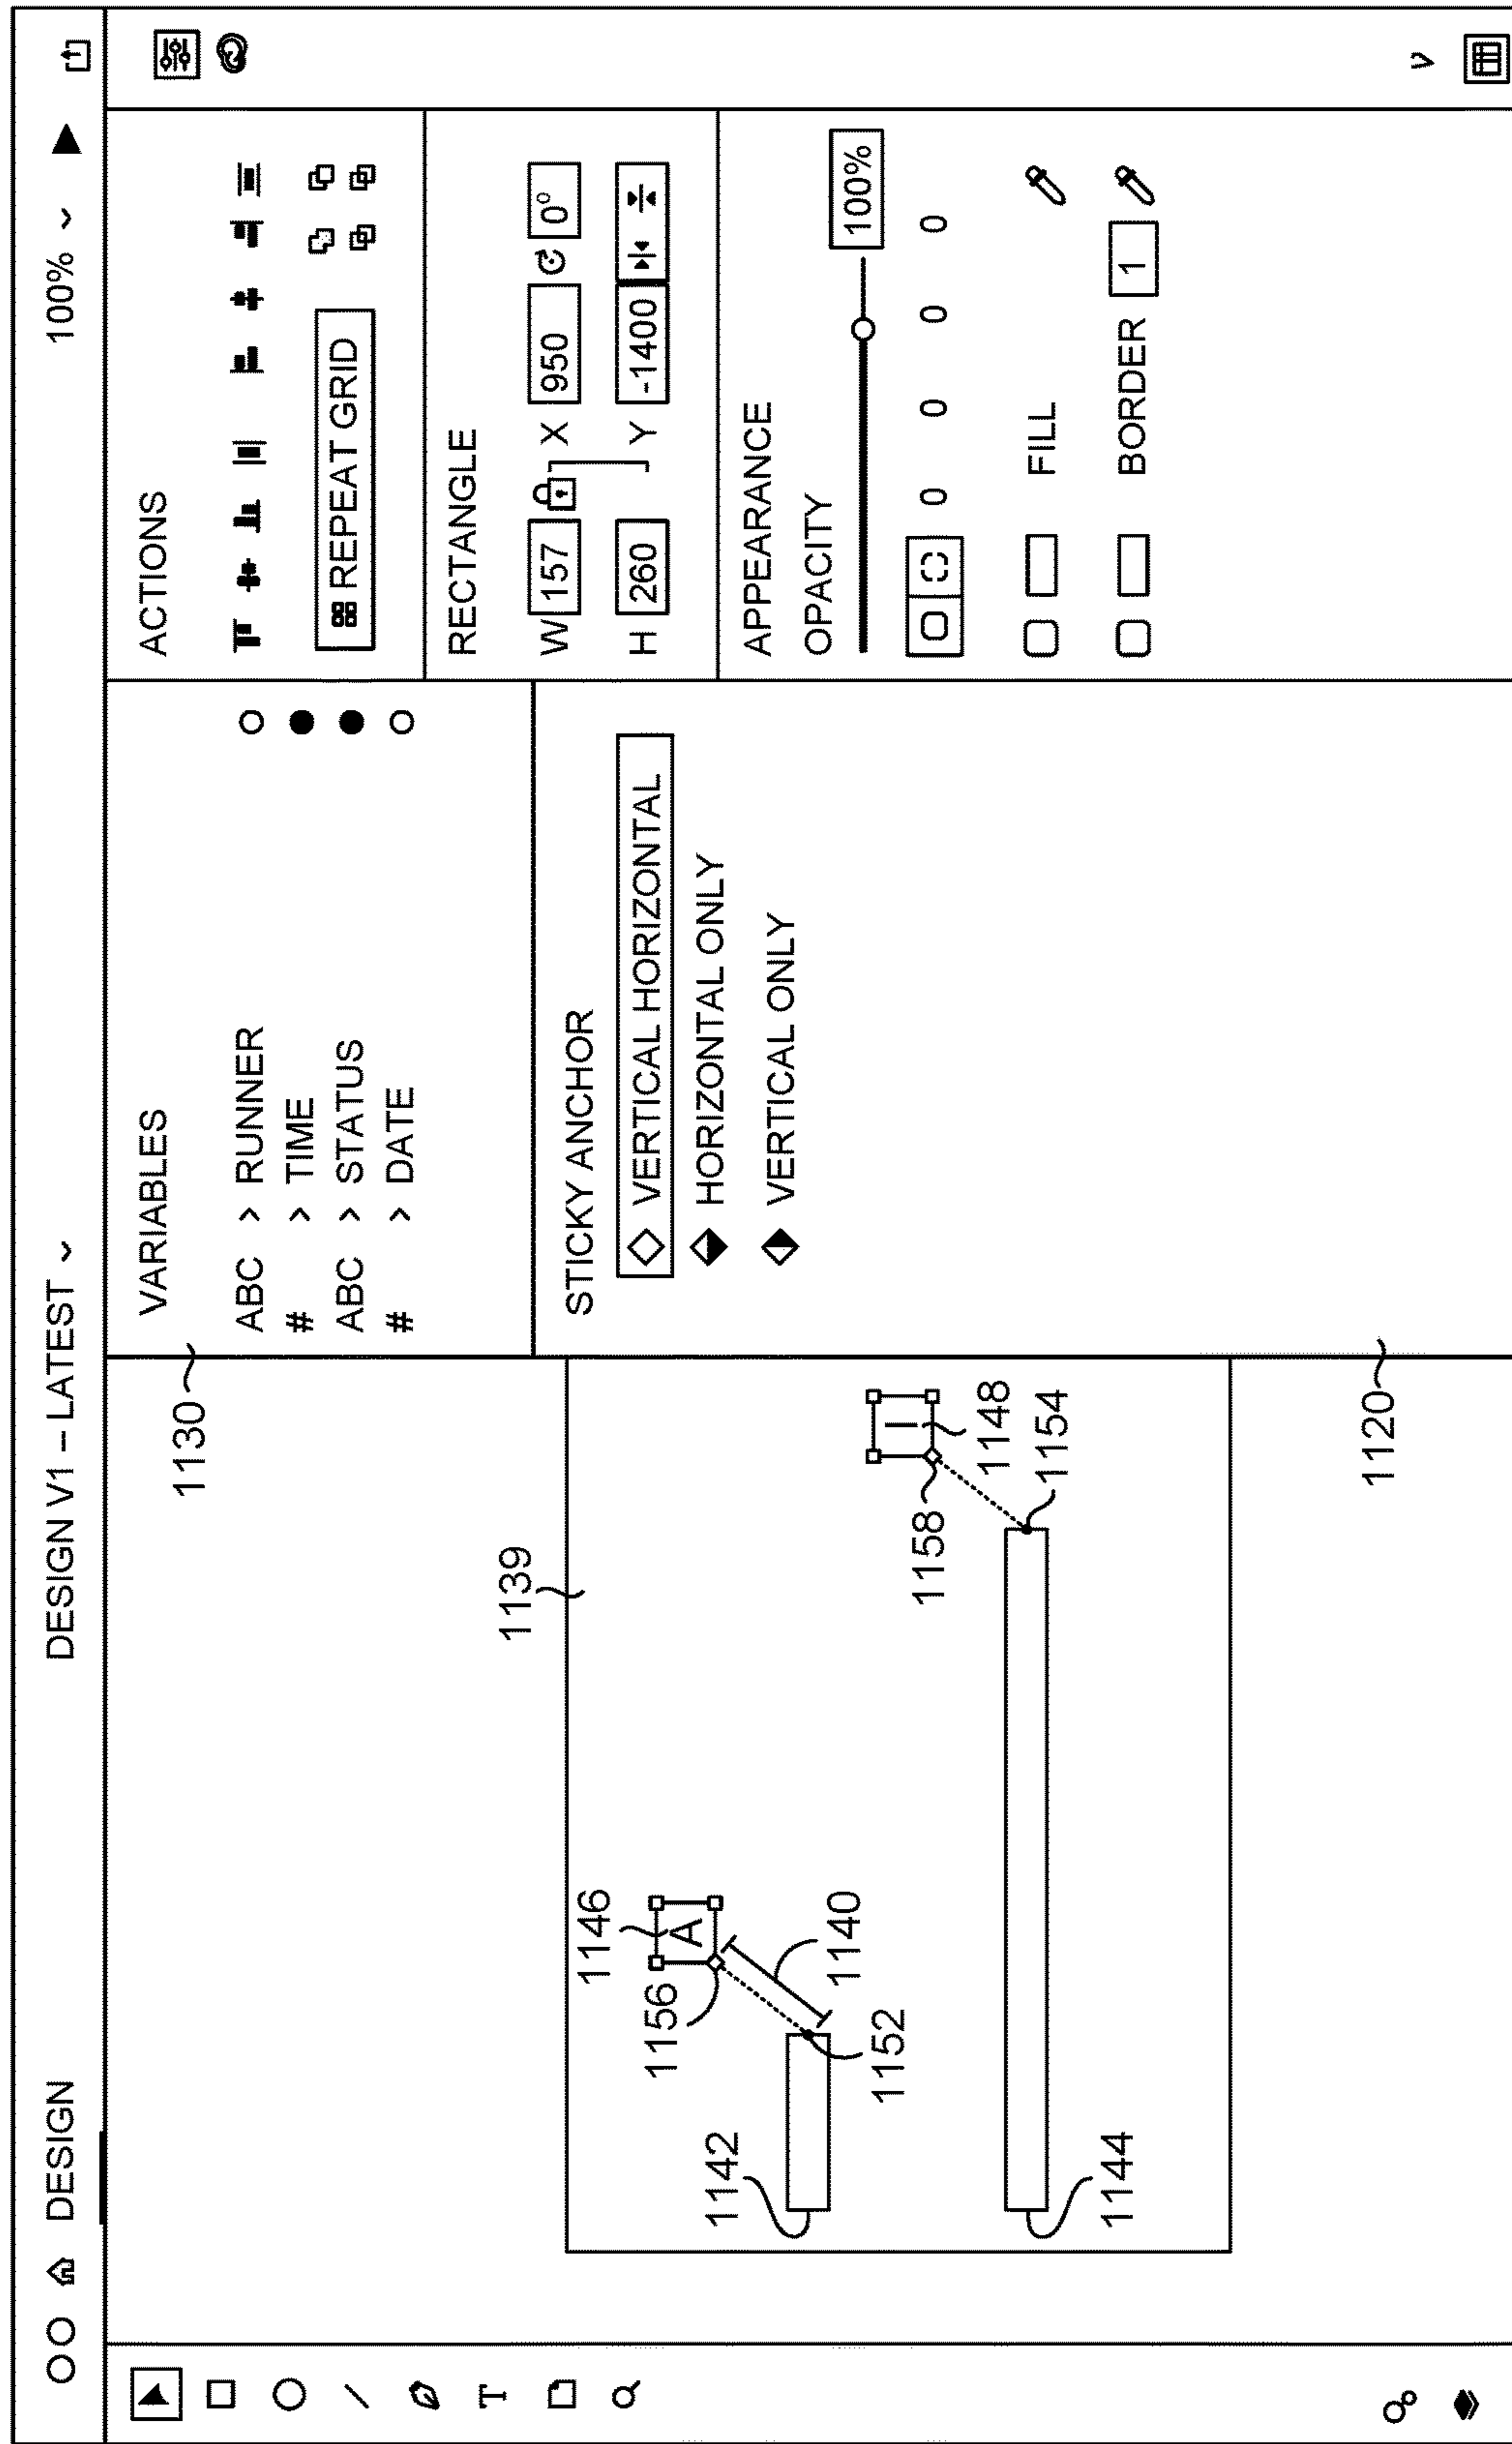 DESIGN
DESIGN V1 – LATEST
100%
1130
1139
1146
A
1156
1140
1142
1152
I
1148
1158
1154
1144
1120
VARIABLES
ABC > RUNNER
# > TIME
ABC > STATUS
# > DATE
STICKY ANCHOR
VERTICAL HORIZONTAL
HORIZONTAL ONLY
VERTICAL ONLY
ACTIONS
REPEAT GRID
RECTANGLE
W 157 X 950 0°
H 260 Y -1400
APPEARANCE
OPACITY
100%
0 0 0 0
FILL
BORDER 1